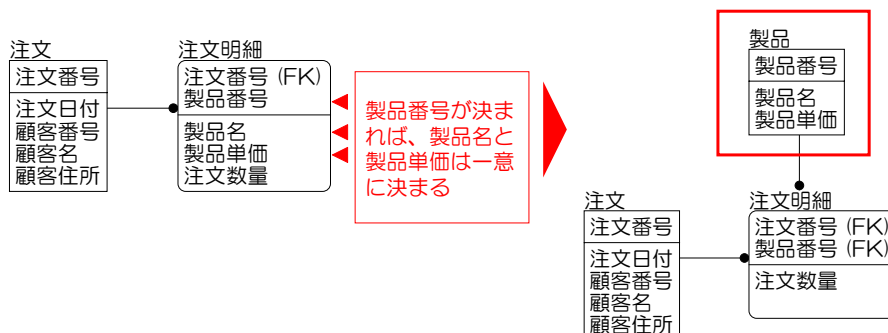 注文
注文番号
注文日付
顧客番号
顧客名
顧客住所
注文明細
注文番号 (FK)
製品番号
製品名
製品単価
注文数量
製品番号が決ま
れば、製品名と
製品単価は一意
に決まる
製品
製品番号
製品名
製品単価
注文
注文番号
注文日付
顧客番号
顧客名
顧客住所
注文明細
注文番号 (FK)
製品番号 (FK)
注文数量